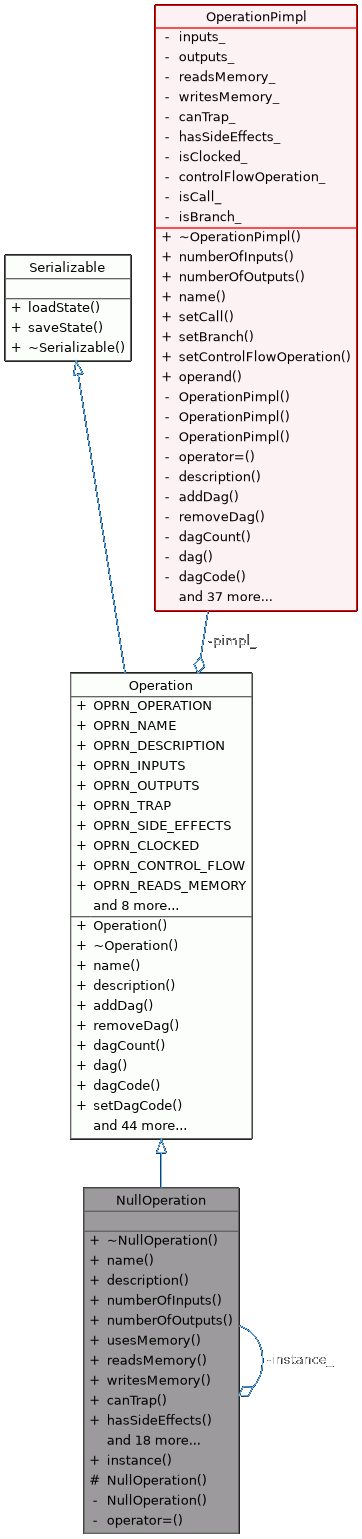 OperationPimpl
- inputs_
- outputs_
- readsMemory_
- writesMemory_
- canTrap_
- hasSideEffects_
- isClocked_
- controlFlowOperation_
- isCall_
- isBranch_
+ ~OperationPimpl()
+ numberOfInputs()
+ numberOfOutputs()
+ name()
+ setCall()
+ setBranch()
+ setControlFlowOperation()
+ operand()
- OperationPimpl()
- OperationPimpl()
- OperationPimpl()
- operator=()
- description()
- addDag()
- removeDag()
- dagCount()
- dag()
- dagCode()
and 37 more...
Serializable
+ loadState()
+ saveState()
+ ~Serializable()
-pimpl_
Operation
+ OPRN_OPERATION
+ OPRN_NAME
+ OPRN_DESCRIPTION
+ OPRN_INPUTS
+ OPRN_OUTPUTS
+ OPRN_TRAP
+ OPRN_SIDE_EFFECTS
+ OPRN_CLOCKED
+ OPRN_CONTROL_FLOW
+ OPRN_READS_MEMORY
and 8 more...
+ Operation()
+ ~Operation()
+ name()
+ description()
+ addDag()
+ removeDag()
+ dagCount()
+ dag()
+ dagCode()
+ setDagCode()
and 44 more...
NullOperation
+ ~NullOperation()
+ name()
+ description()
+ numberOfInputs()
+ numberOfOutputs()
+ usesMemory()
+ readsMemory()
+ writesMemory()
+ canTrap()
+ hasSideEffects()
and 18 more...
+ instance()
# NullOperation()
- NullOperation()
- operator=()
-instance_